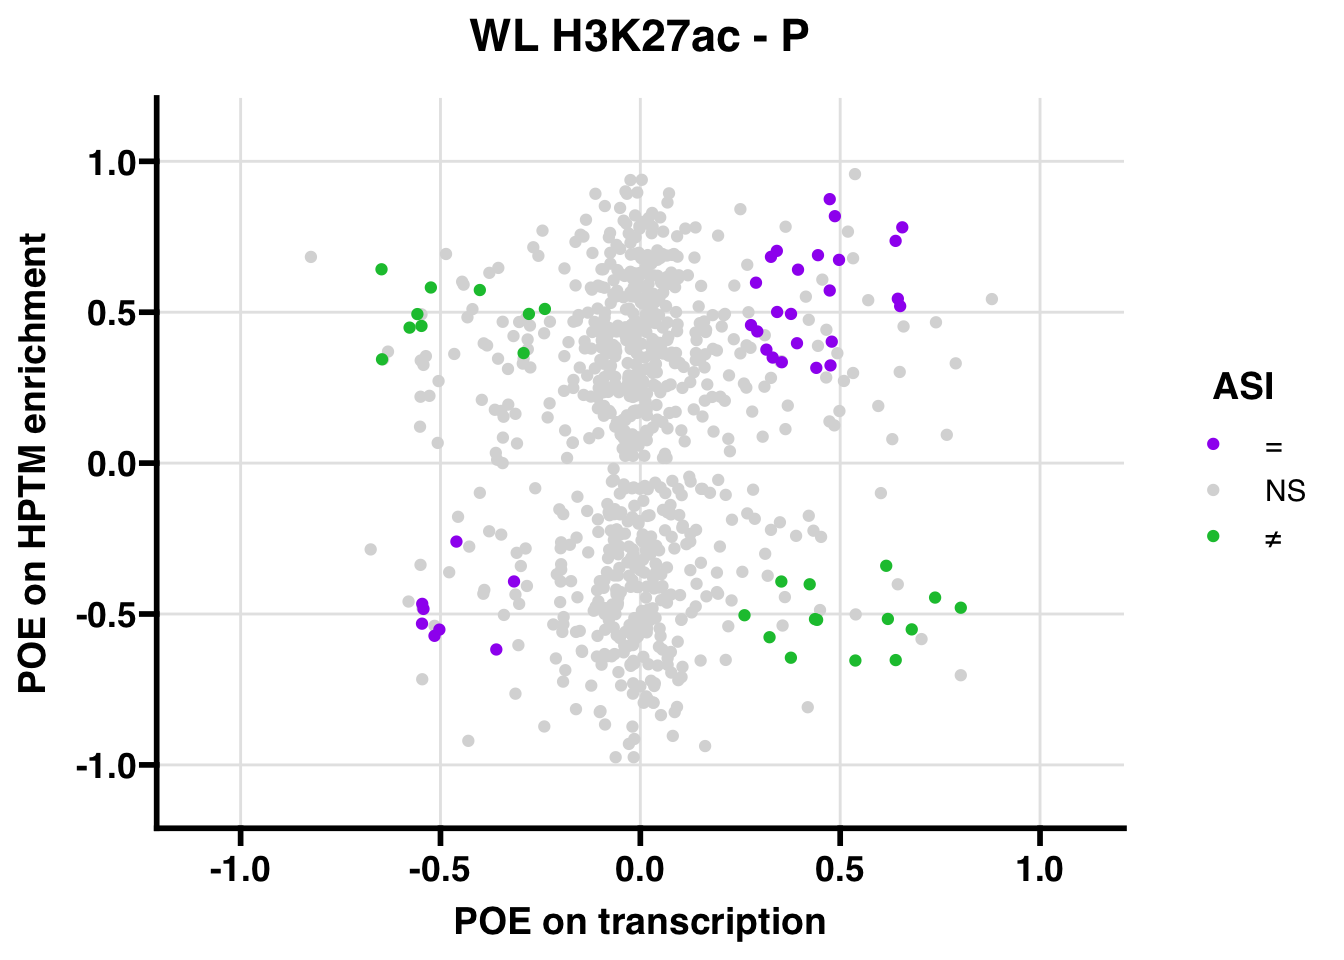 WL H3K27ac - P
POE on HPTM enrichment
1.0
0.5
0.0
-0.5
-1.0
-1.0
-0.5
0.0
0.5
1.0
POE on transcription
ASI
=
NS
≠